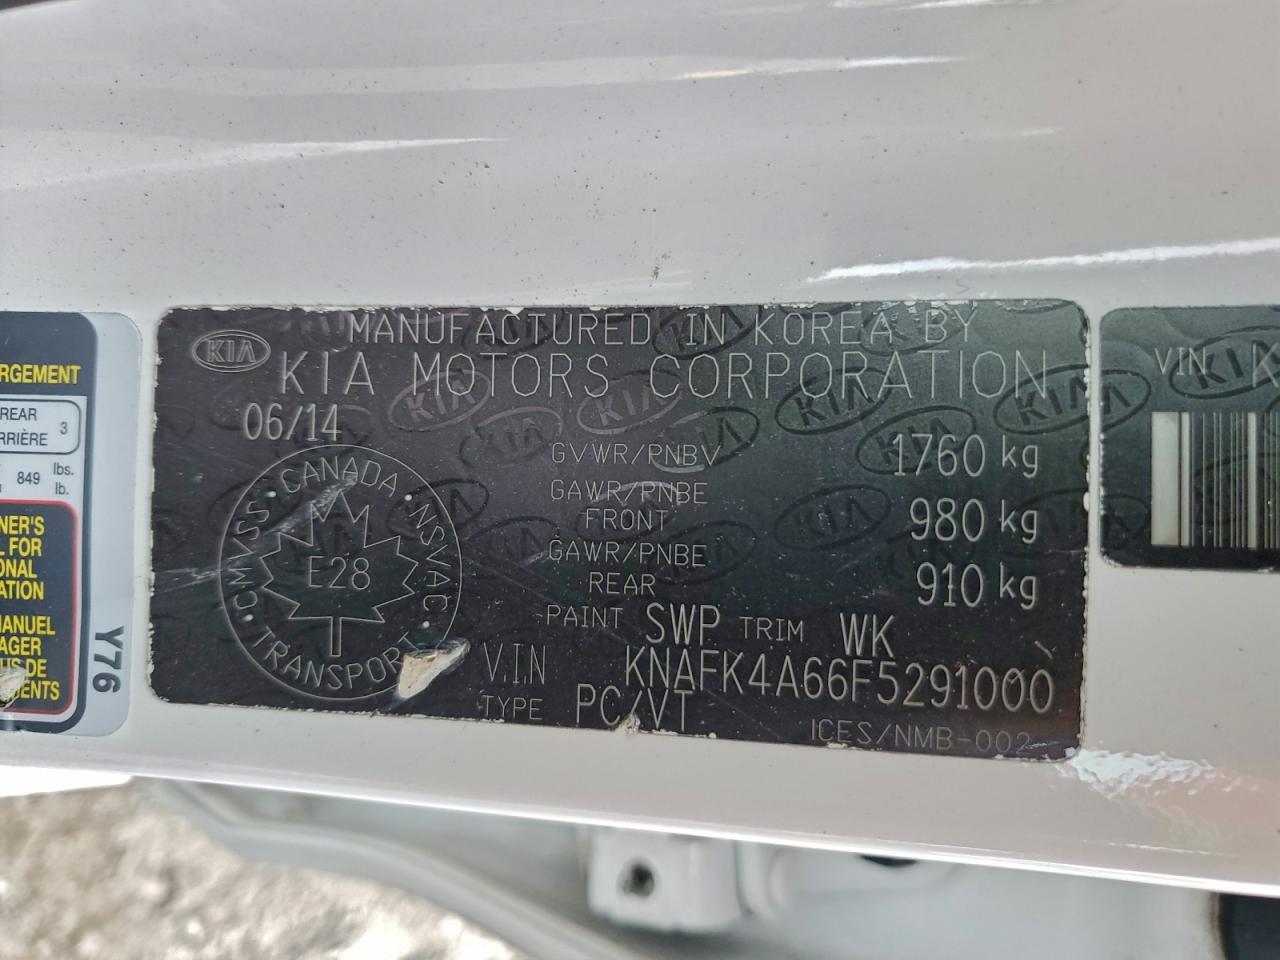 RGEMENT
REAR
RRIÈRE 3
849 lbs.
lb.
NER'S
L FOR
ONAL
ATION
MANUEL
AGER
US DE
MENTS
Y76
KIA
MANUFACTURED IN KOREA BY
KIA MOTORS CORPORATION
06/14
GVWR/PNBV 1760 kg
GAWR/PNBE
FRONT 980 kg
GAWR/PNBE
REAR 910 kg
PAINT SWP TRIM WK
V.I.N KNAFK4A66F5291000
TYPE PC/VT
ICES/NMB-002
CANADA
CMVSS NSVAC
E28
TRANSPORT
VIN